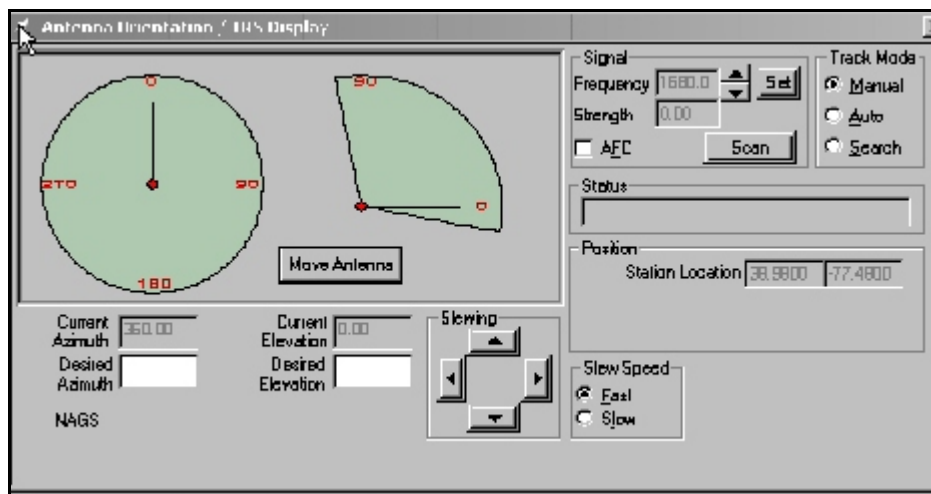 Antenna Orientation / TRS Display
0
270
90
180
90
0
Move Antenna
Signal
Frequency 1680.0 Set
Strength 0.00
AFC Scan
Track Mode
Manual
Auto
Search
Status
Position
Station Location 38.9800 -77.4800
Current Azimuth 360.00
Desired Azimuth
Current Elevation 0.00
Desired Elevation
NAGS
Slewing
Slew Speed
Fast
Slow